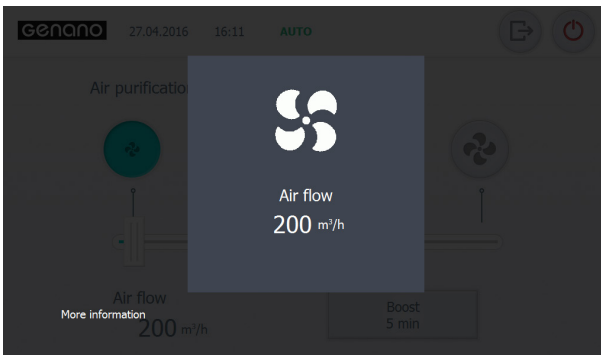 Genano 27.04.2016 16:11 AUTO
Air purificatio
Air flow
200 m³/h
Air flow
More information
200 m³/h
Boost
5 min